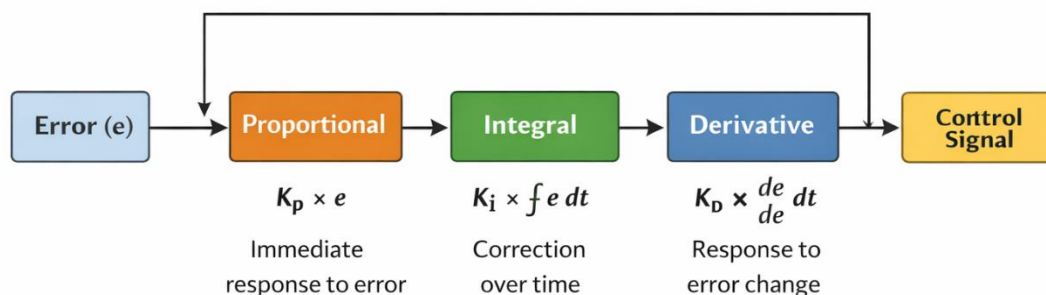 Error (e)
Proportional
Integral
Derivative
Control
Signal
Kp × e
Ki × ∫ e dt
KD × de/de dt
Immediate
response to error
Correction
over time
Response to
error change